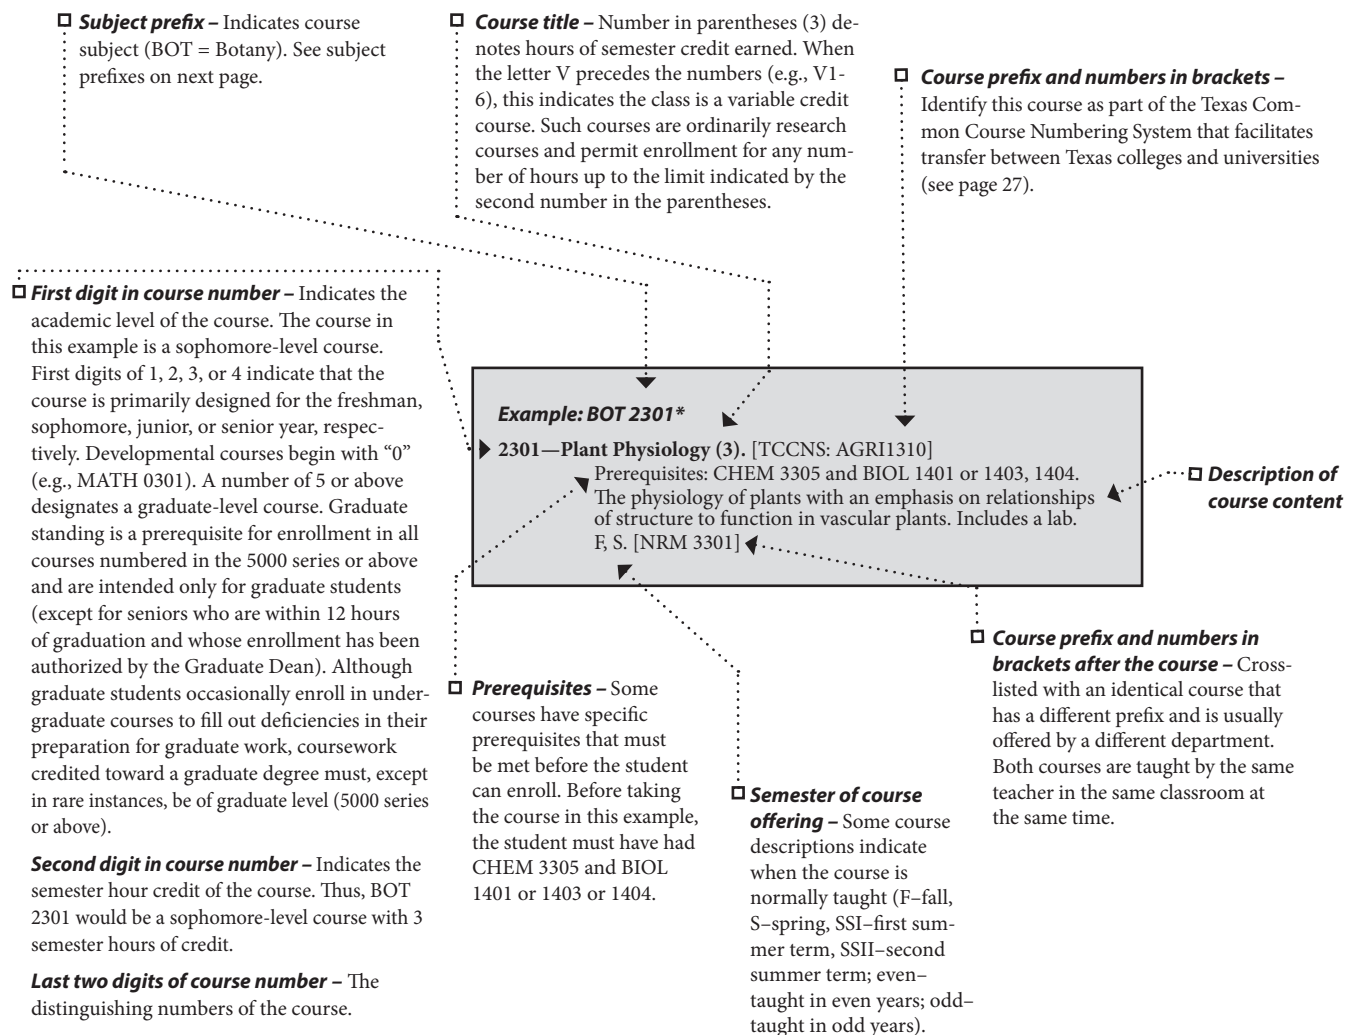 Subject prefix – Indicates course
subject (BOT = Botany). See subject
prefixes on next page.
Course title – Number in parentheses (3) de-
notes hours of semester credit earned. When
the letter V precedes the numbers (e.g., V1-
6), this indicates the class is a variable credit
course. Such courses are ordinarily research
courses and permit enrollment for any num-
ber of hours up to the limit indicated by the
second number in the parentheses.
Course prefix and numbers in brackets –
Identify this course as part of the Texas Com-
mon Course Numbering System that facilitates
transfer between Texas colleges and universities
(see page 27).
First digit in course number – Indicates the
academic level of the course. The course in
this example is a sophomore-level course.
First digits of 1, 2, 3, or 4 indicate that the
course is primarily designed for the freshman,
sophomore, junior, or senior year, respec-
tively. Developmental courses begin with “0”
(e.g., MATH 0301). A number of 5 or above
designates a graduate-level course. Graduate
standing is a prerequisite for enrollment in all
courses numbered in the 5000 series or above
and are intended only for graduate students
(except for seniors who are within 12 hours
of graduation and whose enrollment has been
authorized by the Graduate Dean). Although
graduate students occasionally enroll in under-
graduate courses to fill out deficiencies in their
preparation for graduate work, coursework
credited toward a graduate degree must, except
in rare instances, be of graduate level (5000 series
or above).
Second digit in course number – Indicates the
semester hour credit of the course. Thus, BOT
2301 would be a sophomore-level course with 3
semester hours of credit.
Last two digits of course number – The
distinguishing numbers of the course.
Example: BOT 2301*
2301—Plant Physiology (3). [TCCNS: AGRI1310]
Prerequisites: CHEM 3305 and BIOL 1401 or 1403, 1404.
The physiology of plants with an emphasis on relationships
of structure to function in vascular plants. Includes a lab.
F, S. [NRM 3301]
Description of
course content
Prerequisites – Some
courses have specific
prerequisites that must
be met before the student
can enroll. Before taking
the course in this example,
the student must have had
CHEM 3305 and BIOL
1401 or 1403 or 1404.
Semester of course
offering – Some course
descriptions indicate
when the course is
normally taught (F–fall,
S–spring, SSI–first sum-
mer term, SSII–second
summer term; even–
taught in even years; odd–
taught in odd years).
Course prefix and numbers in
brackets after the course – Cross-
listed with an identical course that
has a different prefix and is usually
offered by a different department.
Both courses are taught by the same
teacher in the same classroom at
the same time.